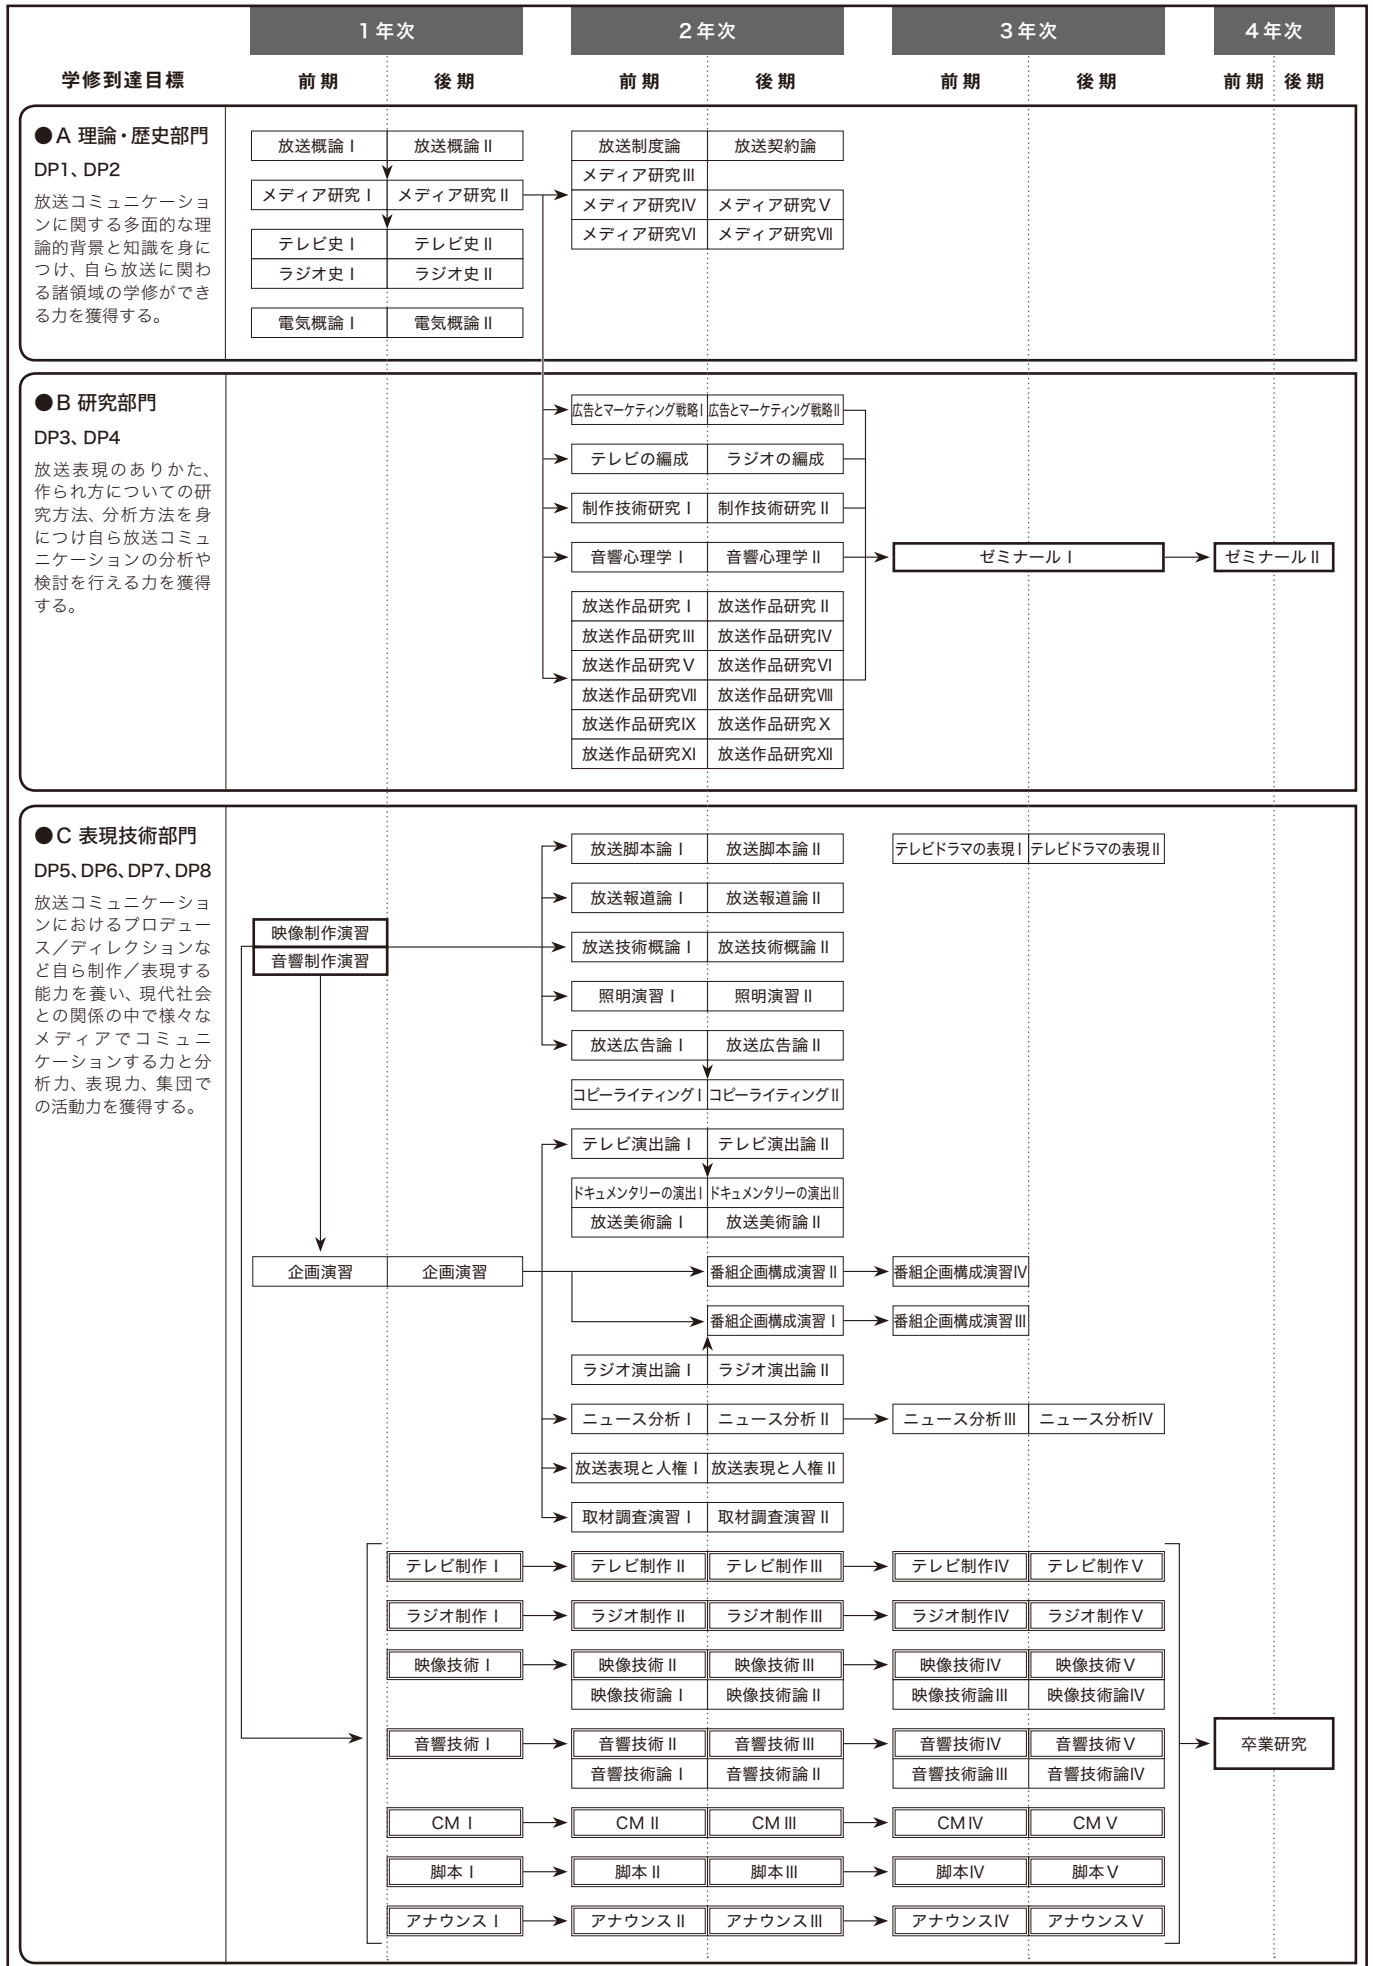 1年次 2年次 3年次 4年次
学修到達目標 前期 後期 前期 後期 前期 後期 前期 後期
●A 理論・歴史部門
DP1、DP2
放送コミュニケーショ
ンに関する多面的な理
論的背景と知識を身に
つけ、自ら放送に関わ
る諸領域の学修ができ
る力を獲得する。
放送概論Ⅰ 放送概論Ⅱ 放送制度論 放送契約論
メディア研究Ⅲ
メディア研究Ⅰ メディア研究Ⅱ メディア研究Ⅳ メディア研究Ⅴ
メディア研究Ⅵ メディア研究Ⅶ
テレビ史Ⅰ テレビ史Ⅱ
ラジオ史Ⅰ ラジオ史Ⅱ
電気概論Ⅰ 電気概論Ⅱ
●B 研究部門
DP3、DP4
放送表現のありかた、
作られ方についての研
究方法、分析方法を身
につけ自ら放送コミュ
ニケーションの分析や
検討を行える力を獲得
する。
広告とマーケティング戦略Ⅰ 広告とマーケティング戦略Ⅱ
テレビの編成 ラジオの編成
制作技術研究Ⅰ 制作技術研究Ⅱ
音響心理学Ⅰ 音響心理学Ⅱ ゼミナールⅠ ゼミナールⅡ
放送作品研究Ⅰ 放送作品研究Ⅱ
放送作品研究Ⅲ 放送作品研究Ⅳ
放送作品研究Ⅴ 放送作品研究Ⅵ
放送作品研究Ⅶ 放送作品研究Ⅷ
放送作品研究Ⅸ 放送作品研究Ⅹ
放送作品研究Ⅺ 放送作品研究Ⅻ
●C 表現技術部門
DP5、DP6、DP7、DP8
放送コミュニケーショ
ンにおけるプロデュー
ス／ディレクションな
ど自ら制作／表現する
能力を養い、現代社会
との関係の中で様々な
メディアでコミュニ
ケーションする力と分
析力、表現力、集団で
の活動力を獲得する。
放送脚本論Ⅰ 放送脚本論Ⅱ テレビドラマの表現Ⅰ テレビドラマの表現Ⅱ
放送報道論Ⅰ 放送報道論Ⅱ
映像制作演習
音響制作演習
放送技術概論Ⅰ 放送技術概論Ⅱ
照明演習Ⅰ 照明演習Ⅱ
放送広告論Ⅰ 放送広告論Ⅱ
コピーライティングⅠ コピーライティングⅡ
テレビ演出論Ⅰ テレビ演出論Ⅱ
ドキュメンタリーの演出Ⅰ ドキュメンタリーの演出Ⅱ
放送美術論Ⅰ 放送美術論Ⅱ
企画演習 企画演習 番組企画構成演習Ⅱ 番組企画構成演習Ⅳ
番組企画構成演習Ⅰ 番組企画構成演習Ⅲ
ラジオ演出論Ⅰ ラジオ演出論Ⅱ
ニュース分析Ⅰ ニュース分析Ⅱ ニュース分析Ⅲ ニュース分析Ⅳ
放送表現と人権Ⅰ 放送表現と人権Ⅱ
取材調査演習Ⅰ 取材調査演習Ⅱ
テレビ制作Ⅰ テレビ制作Ⅱ テレビ制作Ⅲ テレビ制作Ⅳ テレビ制作Ⅴ
ラジオ制作Ⅰ ラジオ制作Ⅱ ラジオ制作Ⅲ ラジオ制作Ⅳ ラジオ制作Ⅴ
映像技術Ⅰ 映像技術Ⅱ 映像技術Ⅲ 映像技術Ⅳ 映像技術Ⅴ
映像技術論Ⅰ 映像技術論Ⅱ 映像技術論Ⅲ 映像技術論Ⅳ
音響技術Ⅰ 音響技術Ⅱ 音響技術Ⅲ 音響技術Ⅳ 音響技術Ⅴ 卒業研究
音響技術論Ⅰ 音響技術論Ⅱ 音響技術論Ⅲ 音響技術論Ⅳ
CMⅠ CMⅡ CMⅢ CMⅣ CMⅤ
脚本Ⅰ 脚本Ⅱ 脚本Ⅲ 脚本Ⅳ 脚本Ⅴ
アナウンスⅠ アナウンスⅡ アナウンスⅢ アナウンスⅣ アナウンスⅤ